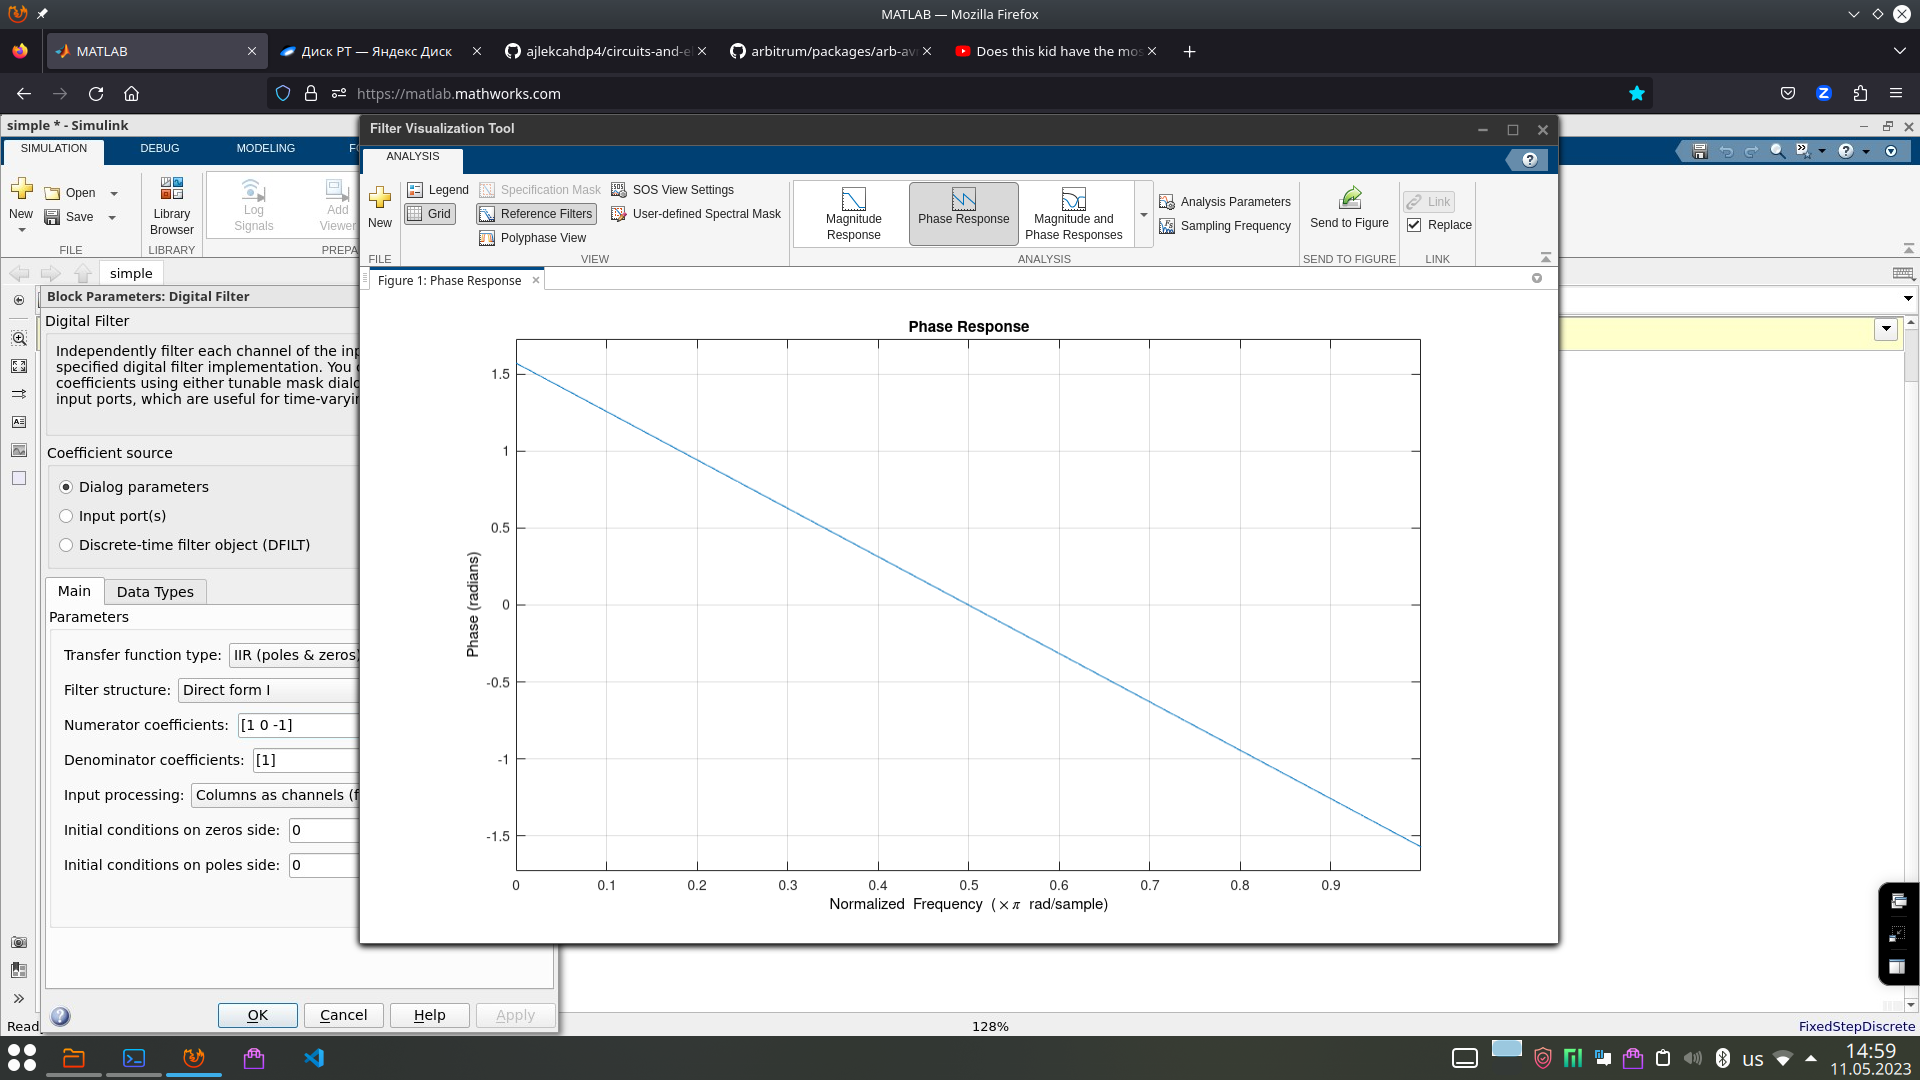 MATLAB — Mozilla Firefox
MATLAB
Диск РТ — Яндекс Диск
ajlekcahdp4/circuits-and-el
arbitrum/packages/arb-av
Does this kid have the mos
https://matlab.mathworks.com
simple * - Simulink
SIMULATION
DEBUG
MODELING
New
Open
Save
FILE
Library Browser
LIBRARY
Log Signals
Add Viewer
PREPA
simple
Filter Visualization Tool
ANALYSIS
New
FILE
Legend
Grid
Specification Mask
Reference Filters
Polyphase View
SOS View Settings
User-defined Spectral Mask
VIEW
Magnitude Response
Phase Response
Magnitude and Phase Responses
Analysis Parameters
Sampling Frequency
ANALYSIS
Send to Figure
SEND TO FIGURE
Link
Replace
LINK
Figure 1: Phase Response
Phase Response
1.5
1
0.5
0
-0.5
-1
-1.5
Phase (radians)
0 0.1 0.2 0.3 0.4 0.5 0.6 0.7 0.8 0.9
Normalized Frequency (×π rad/sample)
Block Parameters: Digital Filter
Digital Filter
Independently filter each channel of the inp
specified digital filter implementation. You
coefficients using either tunable mask dialo
input ports, which are useful for time-varyin
Coefficient source
Dialog parameters
Input port(s)
Discrete-time filter object (DFILT)
Main
Data Types
Parameters
Transfer function type: IIR (poles & zeros)
Filter structure: Direct form I
Numerator coefficients: [1 0 -1]
Denominator coefficients: [1]
Input processing: Columns as channels (f
Initial conditions on zeros side: 0
Initial conditions on poles side: 0
OK
Cancel
Help
Apply
Read
128%
FixedStepDiscrete
us
14:59
11.05.2023